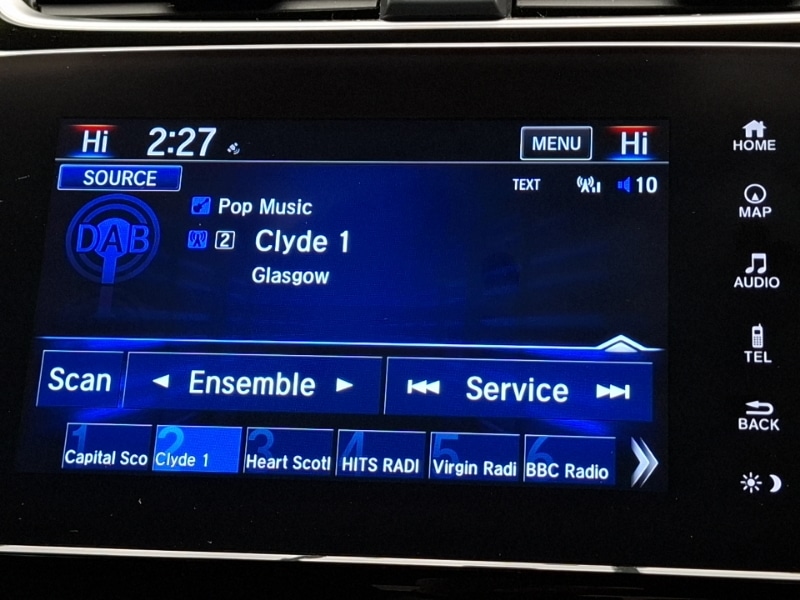 Hi 2:27 MENU Hi
SOURCE
TEXT 10
DAB
Pop Music
2 Clyde 1
Glasgow
Scan ◄ Ensemble ► ⏮ Service ⏭
1 2 3 4 5 6
Capital Sco Clyde 1 Heart Scotl HITS RADI Virgin Radi BBC Radio
HOME
MAP
AUDIO
TEL
BACK